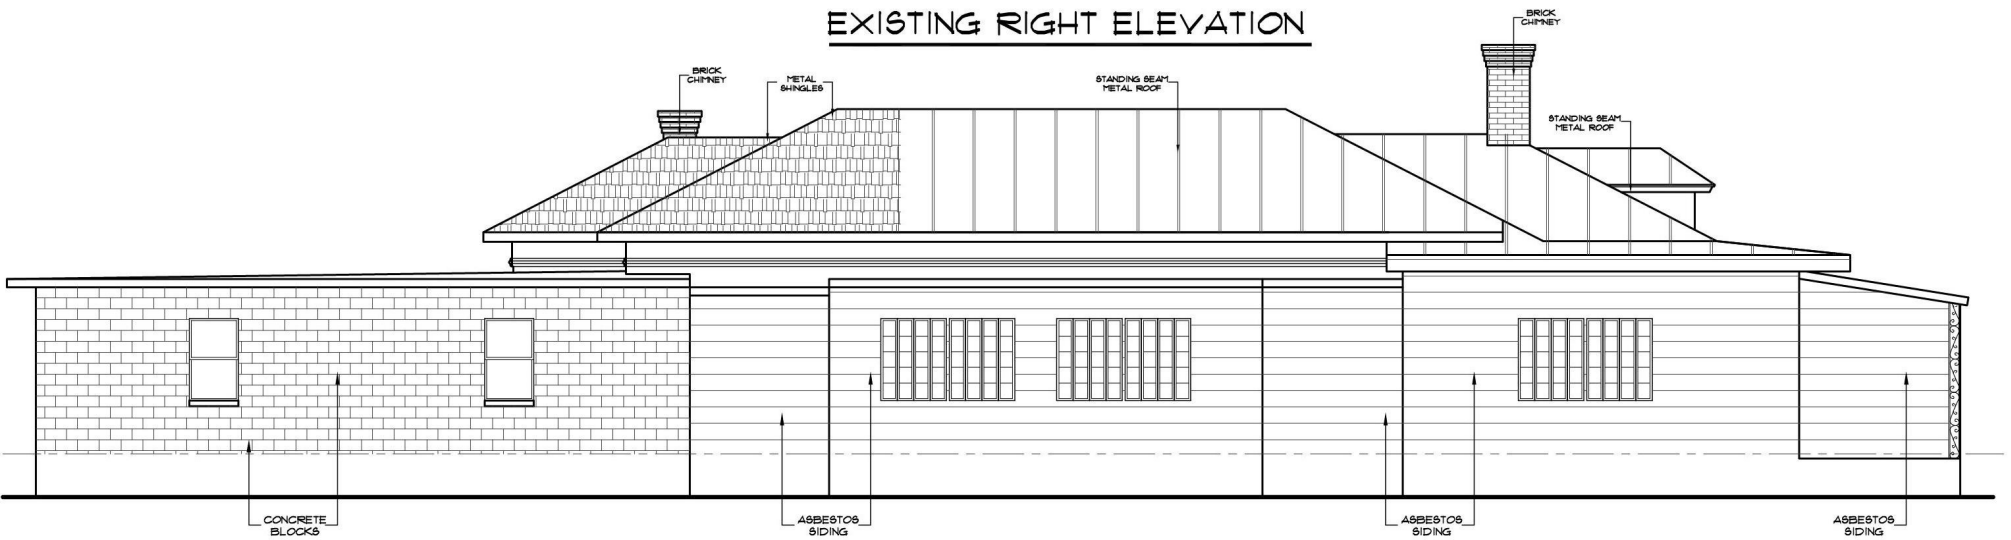 EXISTING RIGHT ELEVATION
BRICK
CHIMNEY
BRICK
CHIMNEY
METAL
SHINGLES
STANDING SEAM
METAL ROOF
STANDING SEAM
METAL ROOF
CONCRETE
BLOCKS
ASBESTOS
SIDING
ASBESTOS
SIDING
ASBESTOS
SIDING